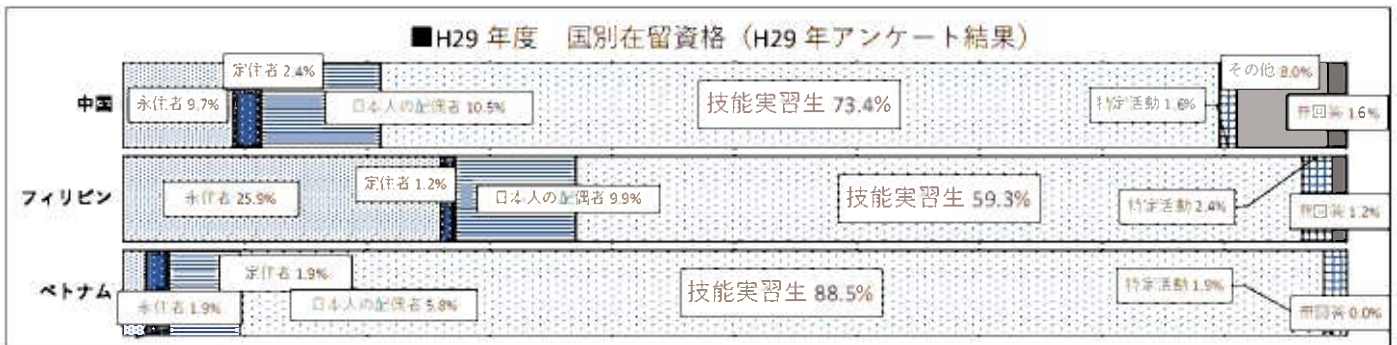 ■H29 年度　国別在留資格（H29 年アンケート結果）
中国
永住者 9.7%
定住者 2.4%
日本人の配偶者 10.5%
技能実習生 73.4%
特定活動 1.6%
その他 8.0%
無回答 1.6%
フィリピン
永住者 25.9%
定住者 1.2%
日本人の配偶者 9.9%
技能実習生 59.3%
特定活動 2.4%
無回答 1.2%
ベトナム
永住者 1.9%
定住者 1.9%
日本人の配偶者 5.8%
技能実習生 88.5%
特定活動 1.9%
無回答 0.0%